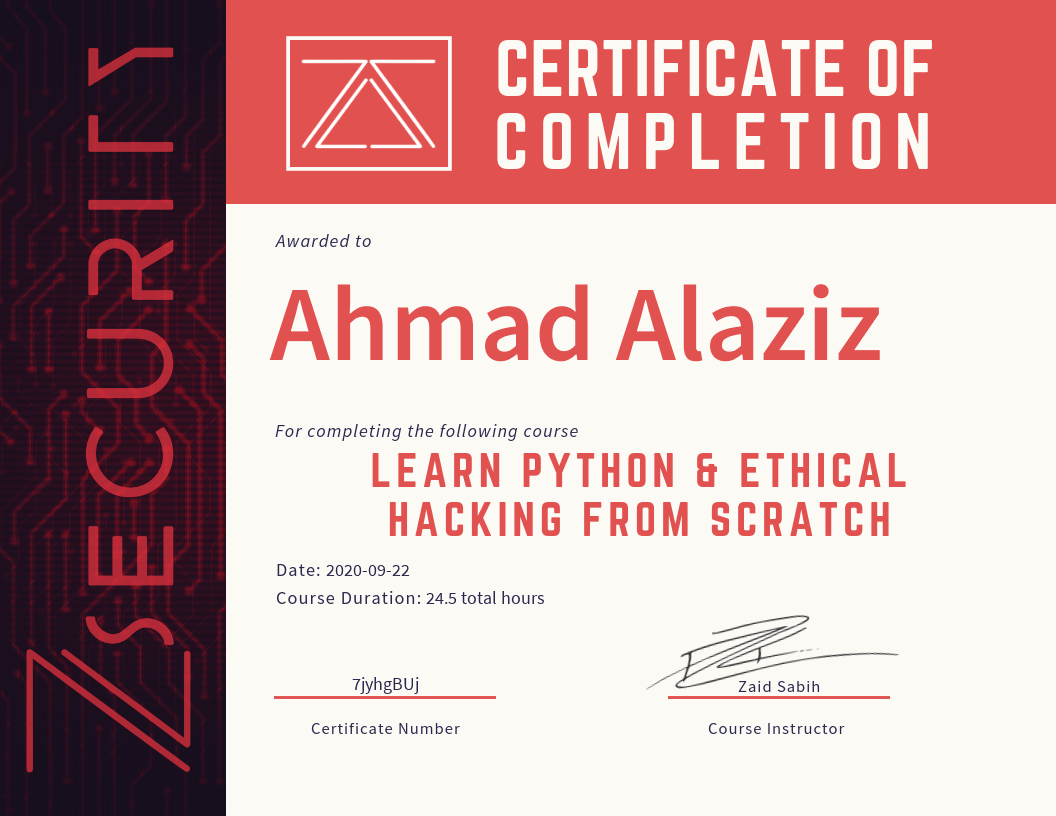 SECURITY
CERTIFICATE OF
COMPLETION
Awarded to
Ahmad Alaziz
For completing the following course
LEARN PYTHON & ETHICAL
HACKING FROM SCRATCH
Date: 2020-09-22
Course Duration: 24.5 total hours
7jyhgBUj
Zaid Sabih
Certificate Number
Course Instructor